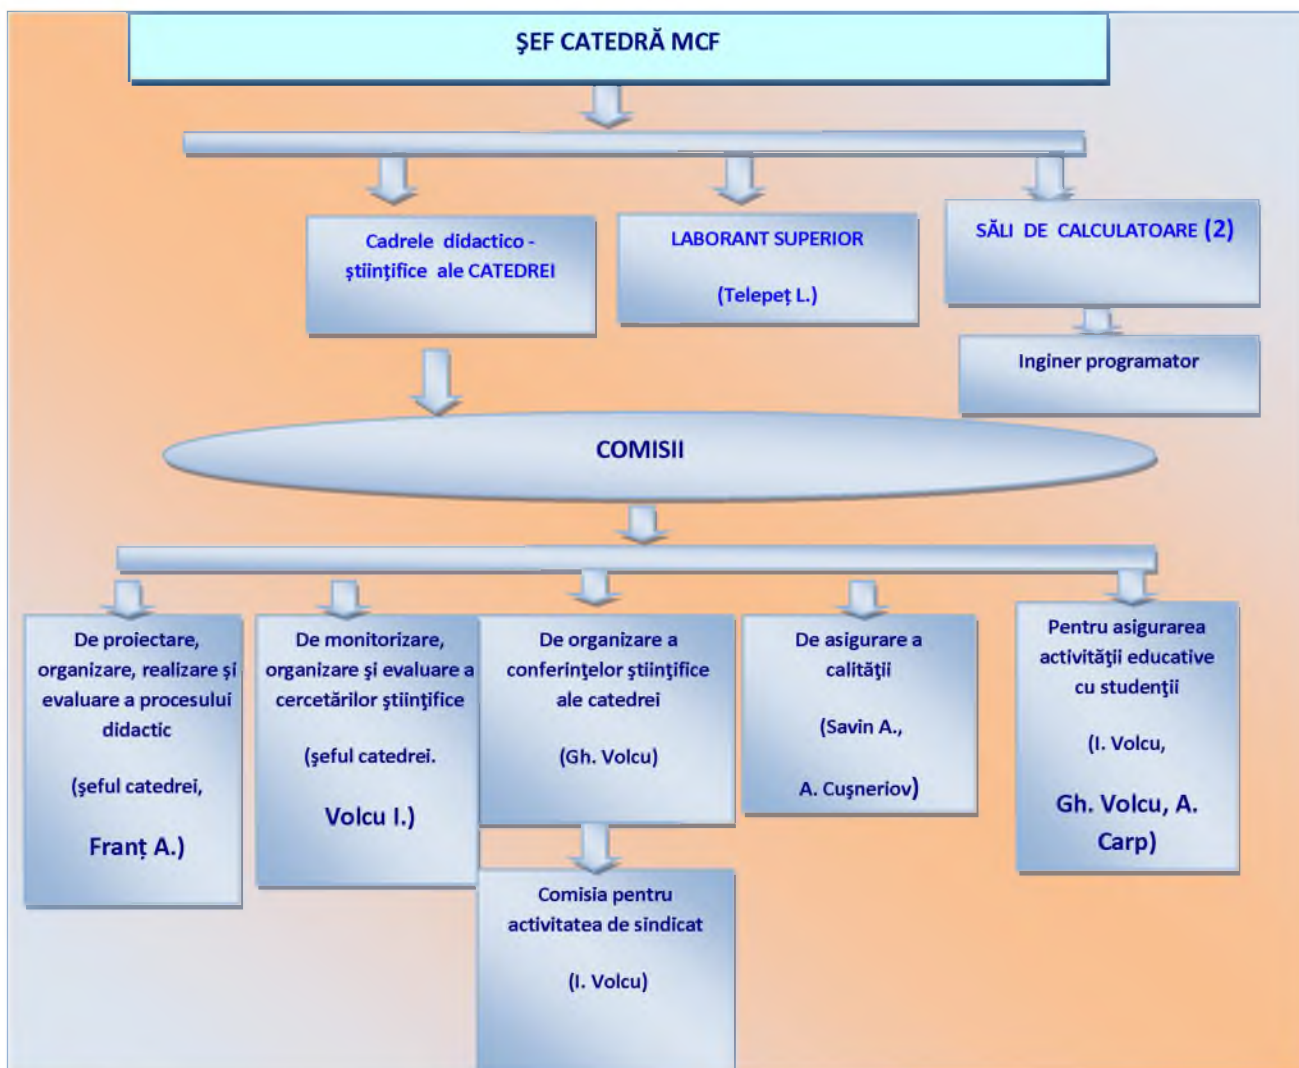 ŞEF CATEDRĂ MCF
Cadrele didactico -
ştiinţifice ale CATEDREI
LABORANT SUPERIOR
(Telepeț L.)
SĂLI DE CALCULATOARE (2)
Inginer programator
COMISII
De proiectare,
organizare, realizare şi
evaluare a procesului
didactic
(şeful catedrei,
Franț A.)
De monitorizare,
organizare şi evaluare a
cercetărilor ştiinţifice
(şeful catedrei.
Volcu I.)
De organizare a
conferinţelor ştiinţifice
ale catedrei
(Gh. Volcu)
De asigurare a
calităţii
(Savin A.,
A. Cuşneriov)
Pentru asigurarea
activităţii educative
cu studenţii
(I. Volcu,
Gh. Volcu, A.
Carp)
Comisia pentru
activitatea de sindicat
(I. Volcu)